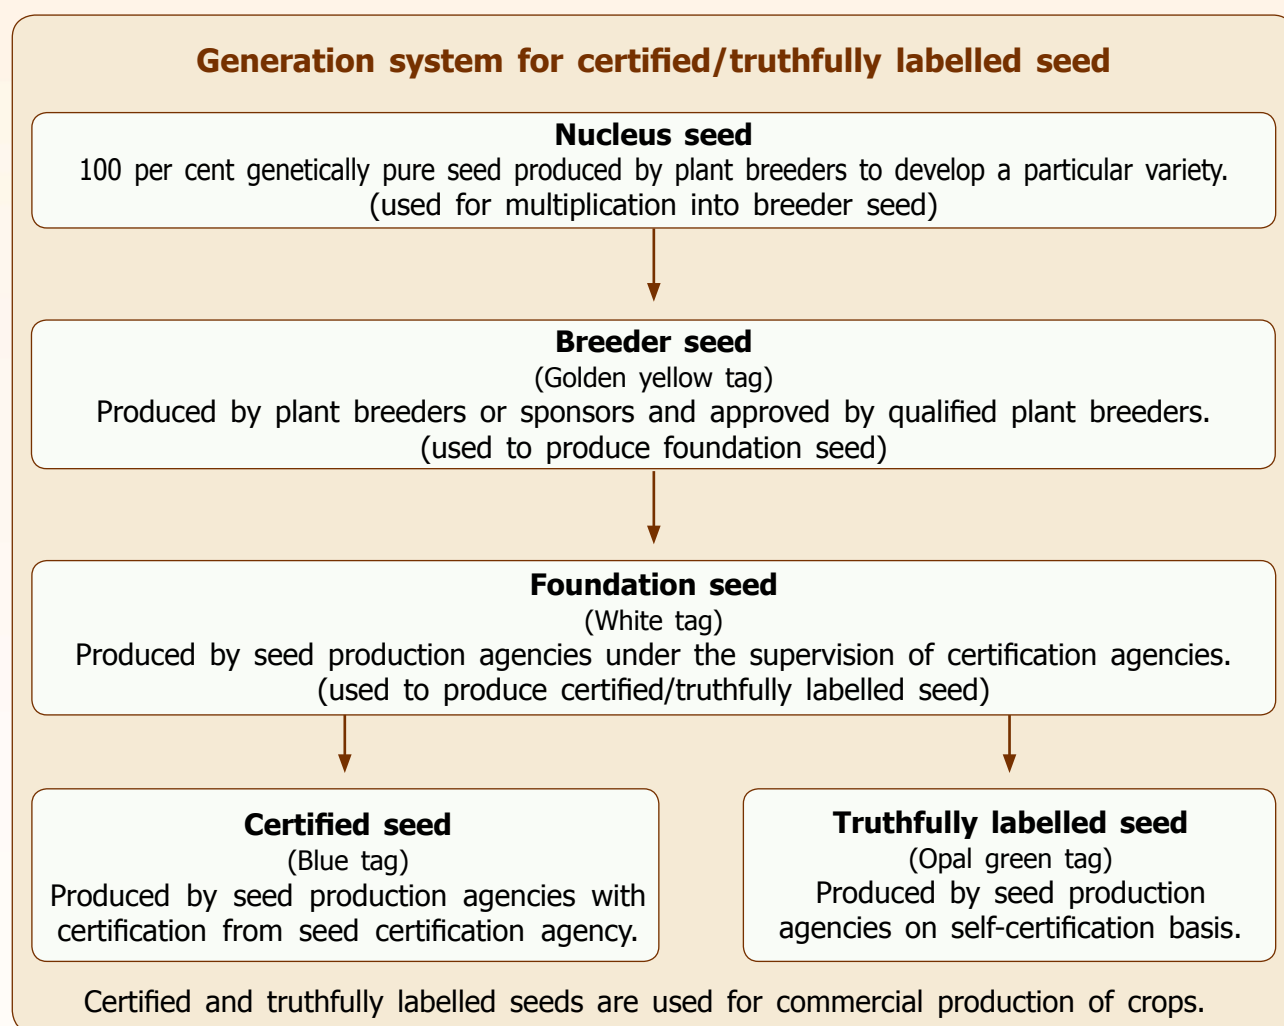 Generation system for certified/truthfully labelled seed
Nucleus seed
100 per cent genetically pure seed produced by plant breeders to develop a particular variety.
(used for multiplication into breeder seed)
Breeder seed
(Golden yellow tag)
Produced by plant breeders or sponsors and approved by qualified plant breeders.
(used to produce foundation seed)
Foundation seed
(White tag)
Produced by seed production agencies under the supervision of certification agencies.
(used to produce certified/truthfully labelled seed)
Certified seed
(Blue tag)
Produced by seed production agencies with
certification from seed certification agency.
Truthfully labelled seed
(Opal green tag)
Produced by seed production
agencies on self-certification basis.
Certified and truthfully labelled seeds are used for commercial production of crops.